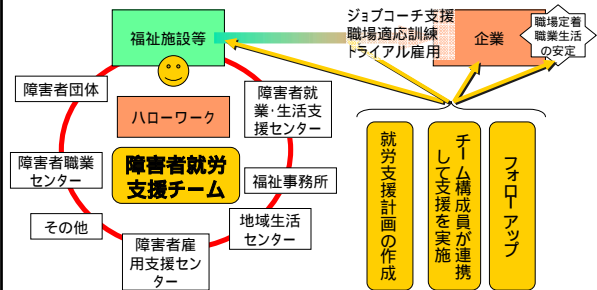 福祉施設等
ジョブコーチ支援
職場適応訓練
トライアル雇用
企業
職場定着
職業生活
の安定
障害者団体
ハローワーク
障害者就
業・生活支
援センター
障害者職業
センター
障害者就労
支援チーム
福祉事務所
その他
地域生活
センター
障害者雇
用支援セン
ター
就労支援計画の作成
チーム構成員が連携
して支援を実施
フォローアップ